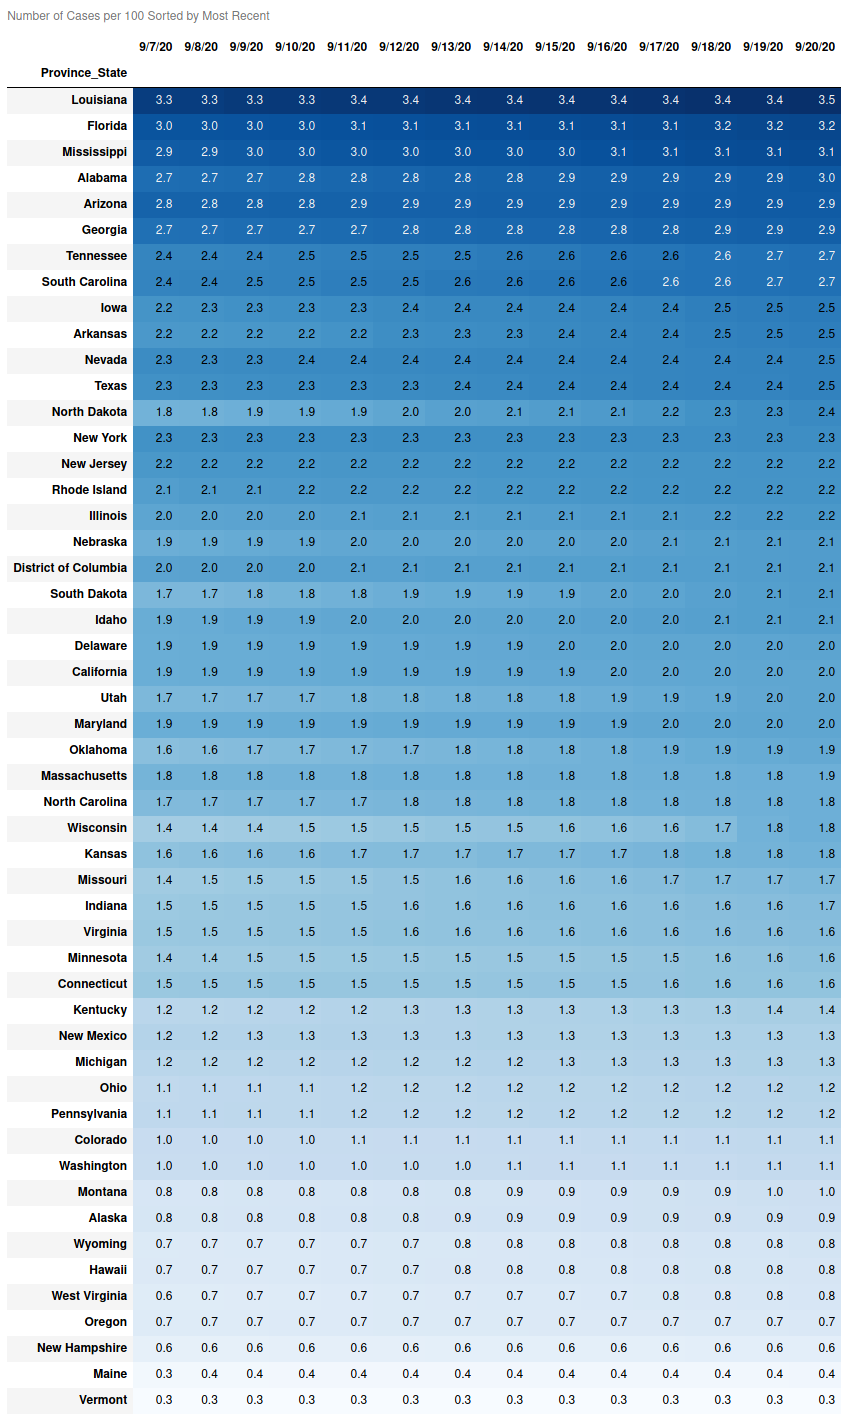 Number of Cases per 100 Sorted by Most Recent
9/7/20 9/8/20 9/9/20 9/10/20 9/11/20 9/12/20 9/13/20 9/14/20 9/15/20 9/16/20 9/17/20 9/18/20 9/19/20 9/20/20
Province_State
Louisiana 3.3 3.3 3.3 3.3 3.4 3.4 3.4 3.4 3.4 3.4 3.4 3.4 3.4 3.5
Florida 3.0 3.0 3.0 3.0 3.1 3.1 3.1 3.1 3.1 3.1 3.1 3.2 3.2 3.2
Mississippi 2.9 2.9 3.0 3.0 3.0 3.0 3.0 3.0 3.0 3.1 3.1 3.1 3.1 3.1
Alabama 2.7 2.7 2.7 2.8 2.8 2.8 2.8 2.8 2.9 2.9 2.9 2.9 2.9 3.0
Arizona 2.8 2.8 2.8 2.8 2.9 2.9 2.9 2.9 2.9 2.9 2.9 2.9 2.9 2.9
Georgia 2.7 2.7 2.7 2.7 2.7 2.8 2.8 2.8 2.8 2.8 2.8 2.9 2.9 2.9
Tennessee 2.4 2.4 2.4 2.5 2.5 2.5 2.5 2.6 2.6 2.6 2.6 2.6 2.7 2.7
South Carolina 2.4 2.4 2.5 2.5 2.5 2.5 2.6 2.6 2.6 2.6 2.6 2.6 2.7 2.7
Iowa 2.2 2.3 2.3 2.3 2.3 2.4 2.4 2.4 2.4 2.4 2.4 2.5 2.5 2.5
Arkansas 2.2 2.2 2.2 2.2 2.2 2.3 2.3 2.3 2.4 2.4 2.4 2.5 2.5 2.5
Nevada 2.3 2.3 2.3 2.4 2.4 2.4 2.4 2.4 2.4 2.4 2.4 2.4 2.4 2.5
Texas 2.3 2.3 2.3 2.3 2.3 2.3 2.4 2.4 2.4 2.4 2.4 2.4 2.4 2.5
North Dakota 1.8 1.8 1.9 1.9 1.9 2.0 2.0 2.1 2.1 2.1 2.2 2.3 2.3 2.4
New York 2.3 2.3 2.3 2.3 2.3 2.3 2.3 2.3 2.3 2.3 2.3 2.3 2.3 2.3
New Jersey 2.2 2.2 2.2 2.2 2.2 2.2 2.2 2.2 2.2 2.2 2.2 2.2 2.2 2.2
Rhode Island 2.1 2.1 2.1 2.2 2.2 2.2 2.2 2.2 2.2 2.2 2.2 2.2 2.2 2.2
Illinois 2.0 2.0 2.0 2.0 2.1 2.1 2.1 2.1 2.1 2.1 2.1 2.2 2.2 2.2
Nebraska 1.9 1.9 1.9 1.9 2.0 2.0 2.0 2.0 2.0 2.0 2.1 2.1 2.1 2.1
District of Columbia 2.0 2.0 2.0 2.0 2.1 2.1 2.1 2.1 2.1 2.1 2.1 2.1 2.1 2.1
South Dakota 1.7 1.7 1.8 1.8 1.8 1.9 1.9 1.9 1.9 2.0 2.0 2.0 2.1 2.1
Idaho 1.9 1.9 1.9 1.9 2.0 2.0 2.0 2.0 2.0 2.0 2.0 2.1 2.1 2.1
Delaware 1.9 1.9 1.9 1.9 1.9 1.9 1.9 1.9 2.0 2.0 2.0 2.0 2.0 2.0
California 1.9 1.9 1.9 1.9 1.9 1.9 1.9 1.9 1.9 2.0 2.0 2.0 2.0 2.0
Utah 1.7 1.7 1.7 1.7 1.8 1.8 1.8 1.8 1.8 1.9 1.9 1.9 2.0 2.0
Maryland 1.9 1.9 1.9 1.9 1.9 1.9 1.9 1.9 1.9 1.9 2.0 2.0 2.0 2.0
Oklahoma 1.6 1.6 1.7 1.7 1.7 1.7 1.8 1.8 1.8 1.8 1.9 1.9 1.9 1.9
Massachusetts 1.8 1.8 1.8 1.8 1.8 1.8 1.8 1.8 1.8 1.8 1.8 1.8 1.8 1.9
North Carolina 1.7 1.7 1.7 1.7 1.7 1.8 1.8 1.8 1.8 1.8 1.8 1.8 1.8 1.8
Wisconsin 1.4 1.4 1.4 1.5 1.5 1.5 1.5 1.5 1.6 1.6 1.6 1.7 1.8 1.8
Kansas 1.6 1.6 1.6 1.6 1.7 1.7 1.7 1.7 1.7 1.7 1.8 1.8 1.8 1.8
Missouri 1.4 1.5 1.5 1.5 1.5 1.5 1.6 1.6 1.6 1.6 1.7 1.7 1.7 1.7
Indiana 1.5 1.5 1.5 1.5 1.5 1.6 1.6 1.6 1.6 1.6 1.6 1.6 1.6 1.7
Virginia 1.5 1.5 1.5 1.5 1.5 1.6 1.6 1.6 1.6 1.6 1.6 1.6 1.6 1.6
Minnesota 1.4 1.4 1.5 1.5 1.5 1.5 1.5 1.5 1.5 1.5 1.5 1.6 1.6 1.6
Connecticut 1.5 1.5 1.5 1.5 1.5 1.5 1.5 1.5 1.5 1.5 1.6 1.6 1.6 1.6
Kentucky 1.2 1.2 1.2 1.2 1.2 1.3 1.3 1.3 1.3 1.3 1.3 1.3 1.4 1.4
New Mexico 1.2 1.2 1.3 1.3 1.3 1.3 1.3 1.3 1.3 1.3 1.3 1.3 1.3 1.3
Michigan 1.2 1.2 1.2 1.2 1.2 1.2 1.2 1.2 1.3 1.3 1.3 1.3 1.3 1.3
Ohio 1.1 1.1 1.1 1.1 1.2 1.2 1.2 1.2 1.2 1.2 1.2 1.2 1.2 1.2
Pennsylvania 1.1 1.1 1.1 1.1 1.2 1.2 1.2 1.2 1.2 1.2 1.2 1.2 1.2 1.2
Colorado 1.0 1.0 1.0 1.0 1.1 1.1 1.1 1.1 1.1 1.1 1.1 1.1 1.1 1.1
Washington 1.0 1.0 1.0 1.0 1.0 1.0 1.0 1.1 1.1 1.1 1.1 1.1 1.1 1.1
Montana 0.8 0.8 0.8 0.8 0.8 0.8 0.8 0.9 0.9 0.9 0.9 0.9 1.0 1.0
Alaska 0.8 0.8 0.8 0.8 0.8 0.8 0.9 0.9 0.9 0.9 0.9 0.9 0.9 0.9
Wyoming 0.7 0.7 0.7 0.7 0.7 0.7 0.8 0.8 0.8 0.8 0.8 0.8 0.8 0.8
Hawaii 0.7 0.7 0.7 0.7 0.7 0.7 0.8 0.8 0.8 0.8 0.8 0.8 0.8 0.8
West Virginia 0.6 0.7 0.7 0.7 0.7 0.7 0.7 0.7 0.7 0.7 0.8 0.8 0.8 0.8
Oregon 0.7 0.7 0.7 0.7 0.7 0.7 0.7 0.7 0.7 0.7 0.7 0.7 0.7 0.7
New Hampshire 0.6 0.6 0.6 0.6 0.6 0.6 0.6 0.6 0.6 0.6 0.6 0.6 0.6 0.6
Maine 0.3 0.4 0.4 0.4 0.4 0.4 0.4 0.4 0.4 0.4 0.4 0.4 0.4 0.4
Vermont 0.3 0.3 0.3 0.3 0.3 0.3 0.3 0.3 0.3 0.3 0.3 0.3 0.3 0.3